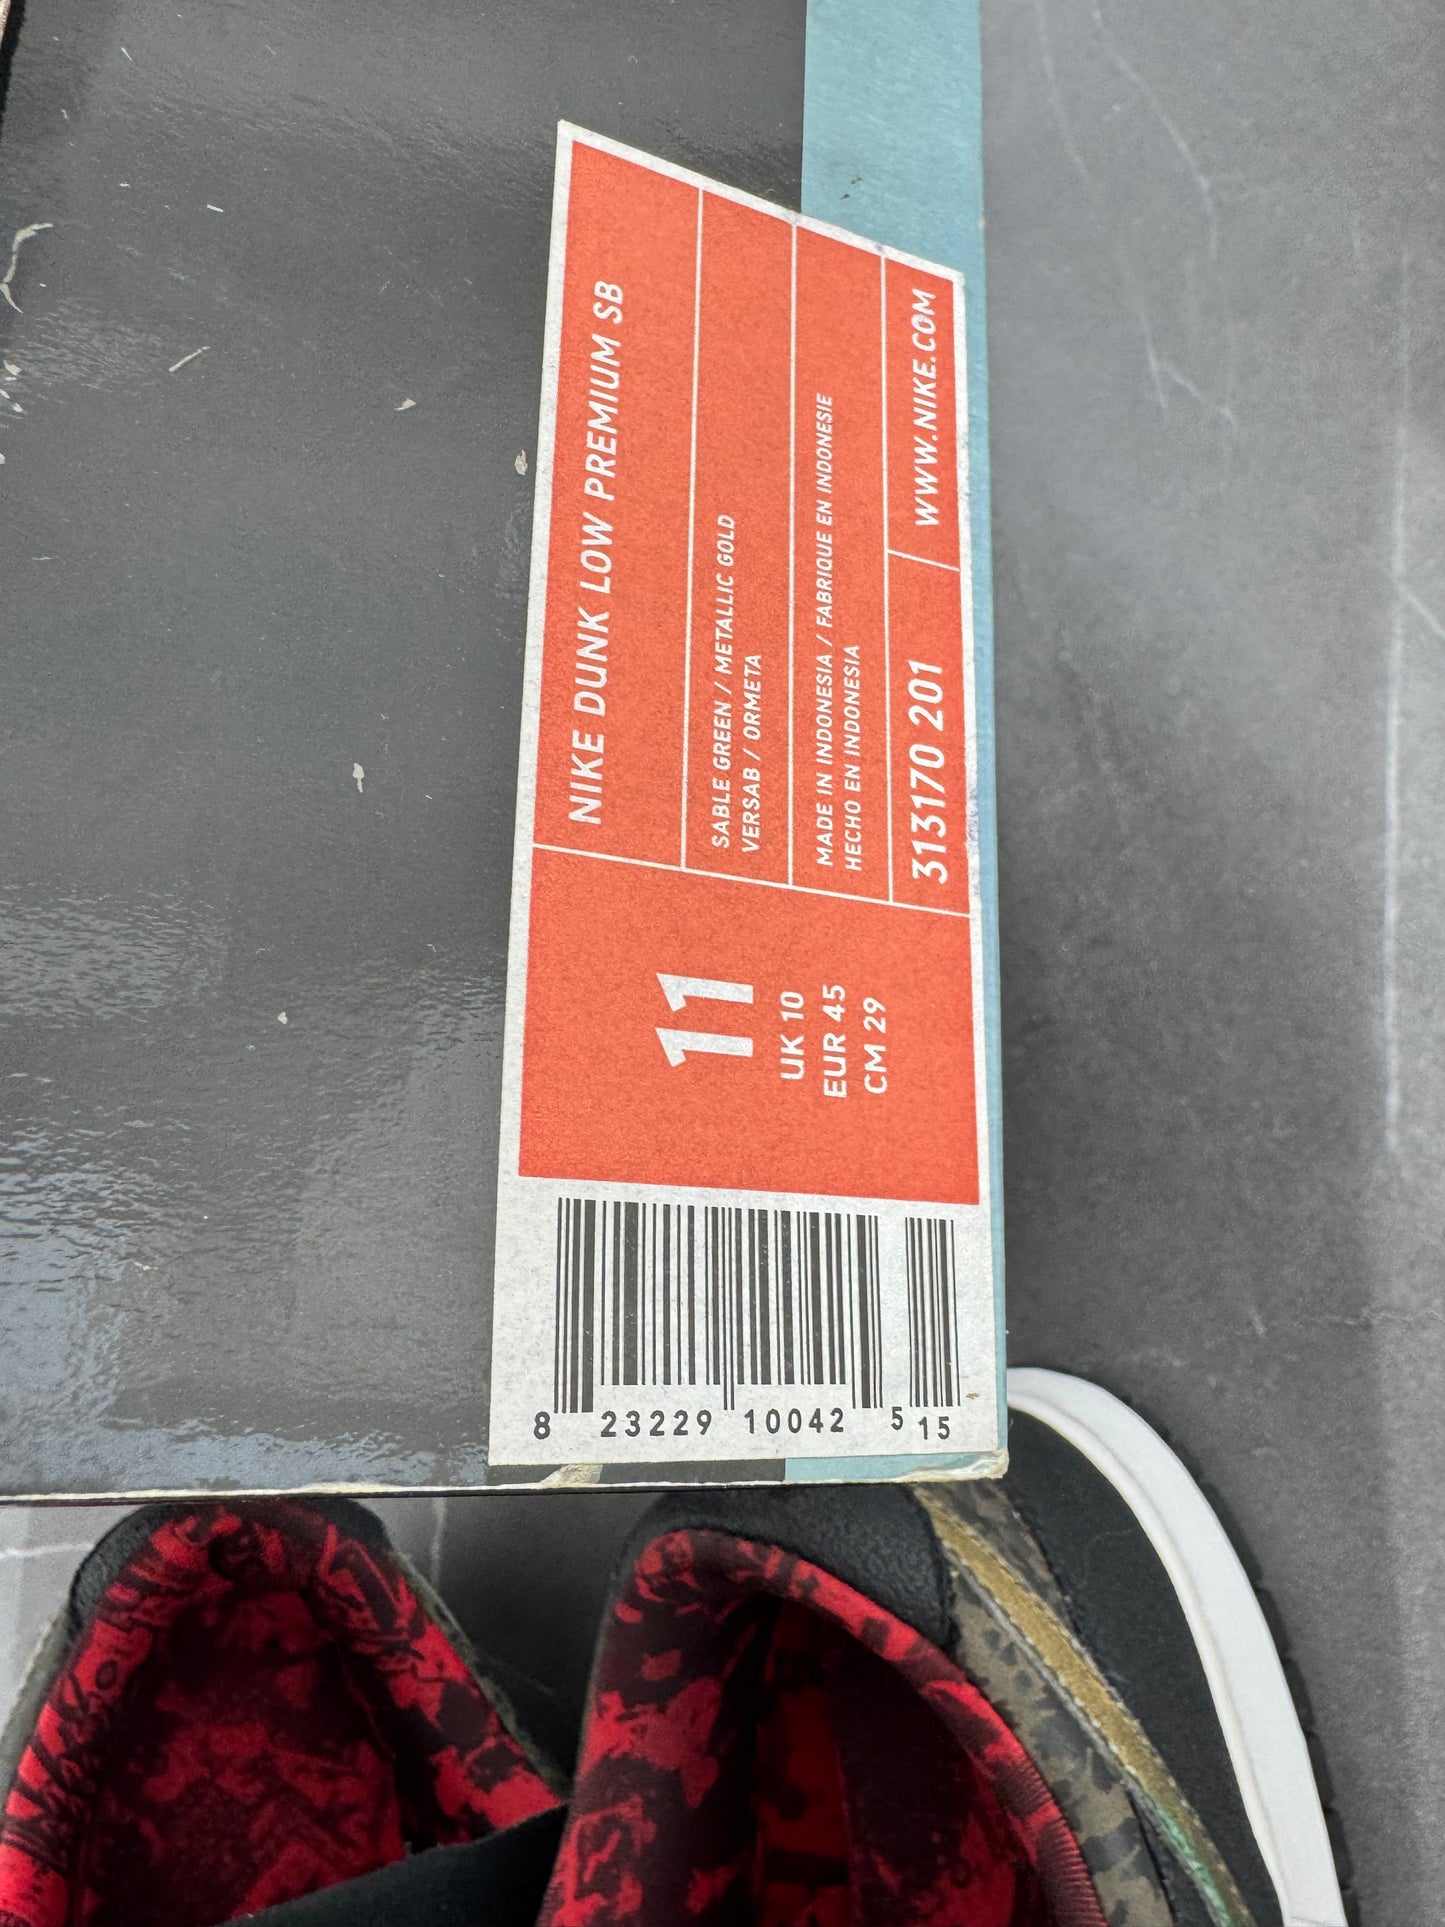 NIKE DUNK LOW PREMIUM SB
SABLE GREEN / METALLIC GOLD
VERSAB / ORMETA
MADE IN INDONESIA / FABRIQUE EN INDONESIE
HECHO EN INDONESIA
313170 201
WWW.NIKE.COM
11
UK 10
EUR 45
CM 29
8 23229 10042 5 15